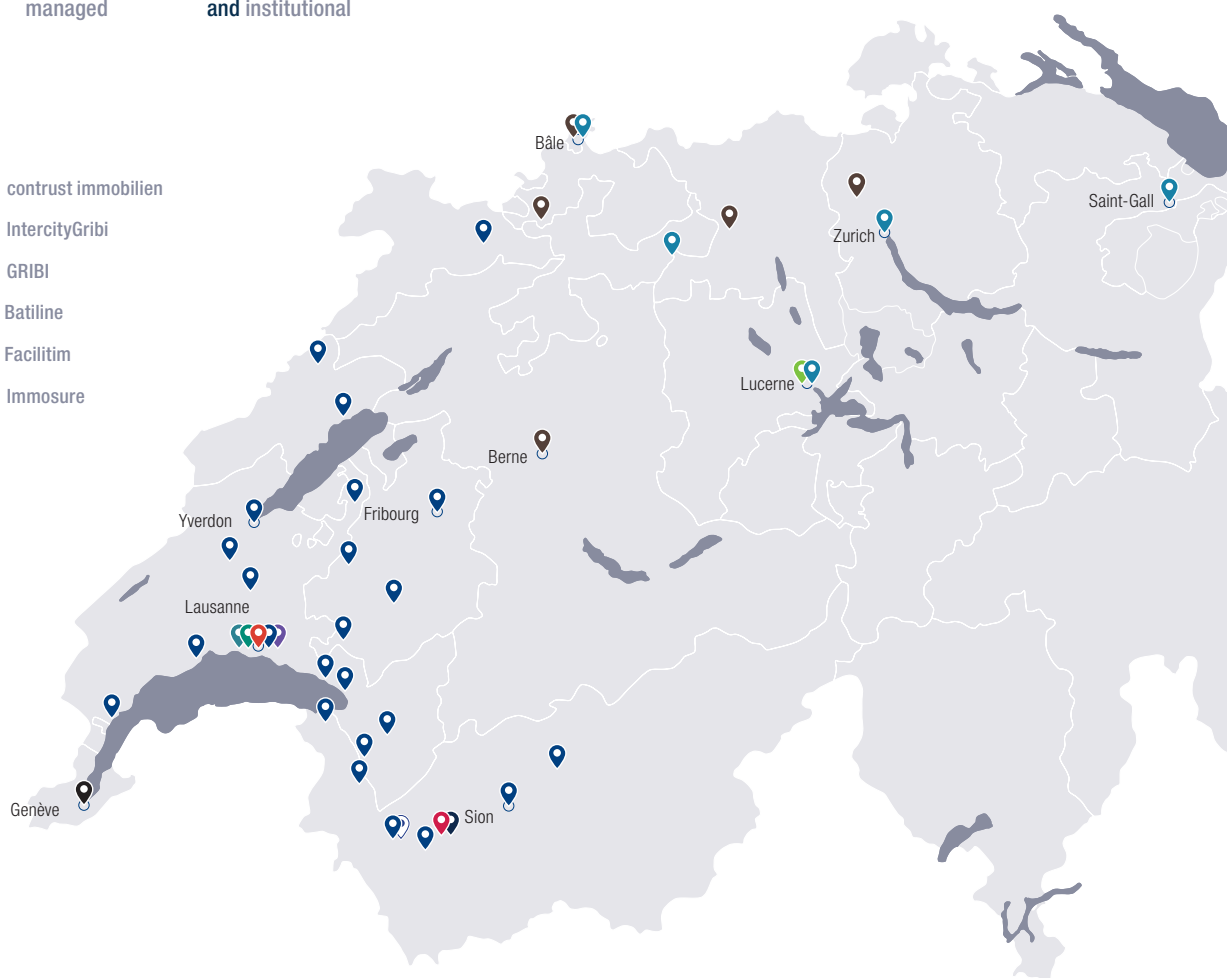 managed
and institutional
Bâle
contrust immobilien
Saint-Gall
IntercityGribi
Zurich
GRIBI
Batiline
Facilitim
Lucerne
Immosure
Berne
Fribourg
Yverdon
Lausanne
Genève
Sion